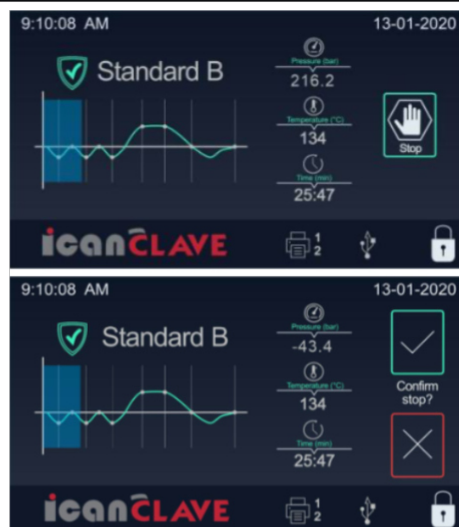 9:10:08 AM 13-01-2020
Standard B
Pressure (bar)
216.2
Temperature (°C)
134
Time (min)
25:47
Stop
icanCLAVE 1
2
9:10:08 AM 13-01-2020
Standard B
Pressure (bar)
-43.4
Temperature (°C)
134
Time (min)
25:47
Confirm
stop?
icanCLAVE 1
2